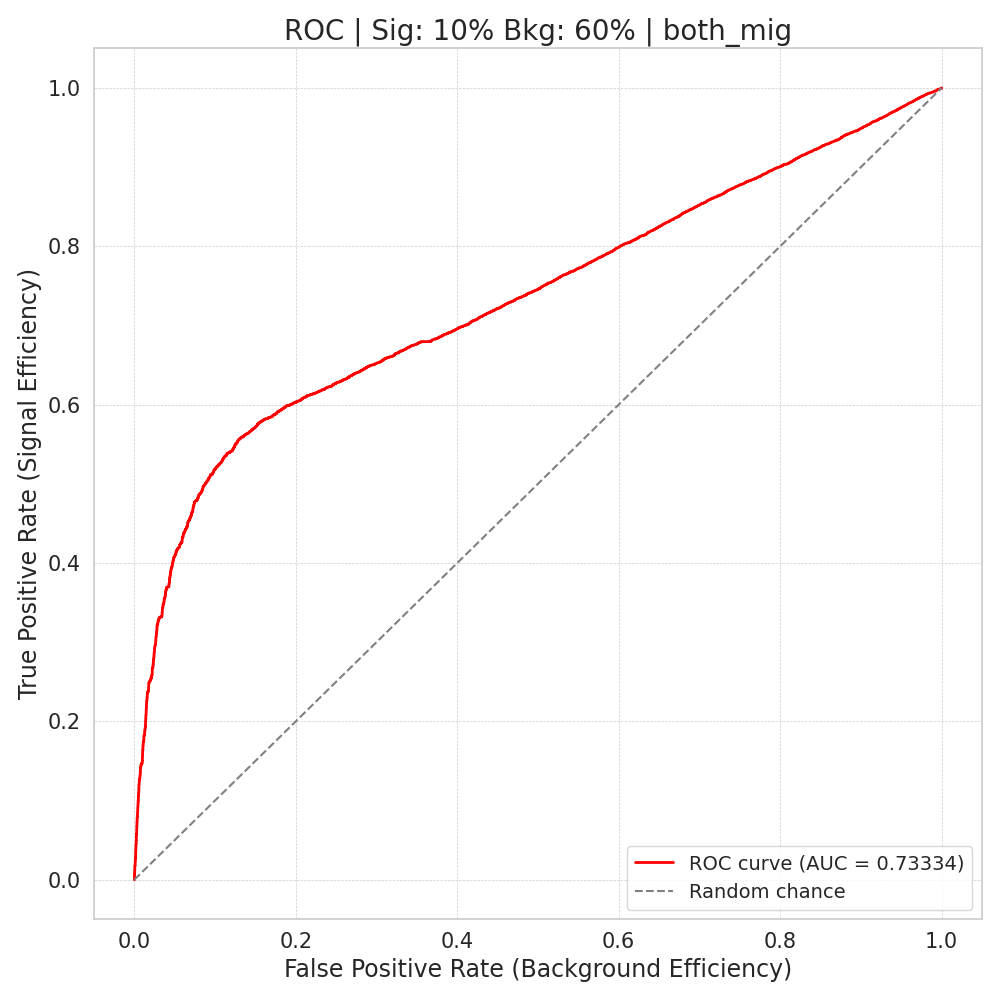 ROC | Sig: 10% Bkg: 60% | both_mig
True Positive Rate (Signal Efficiency)
1.0
0.8
0.6
0.4
0.2
0.0
ROC curve (AUC = 0.73334)
Random chance
0.0 0.2 0.4 0.6 0.8 1.0
False Positive Rate (Background Efficiency)